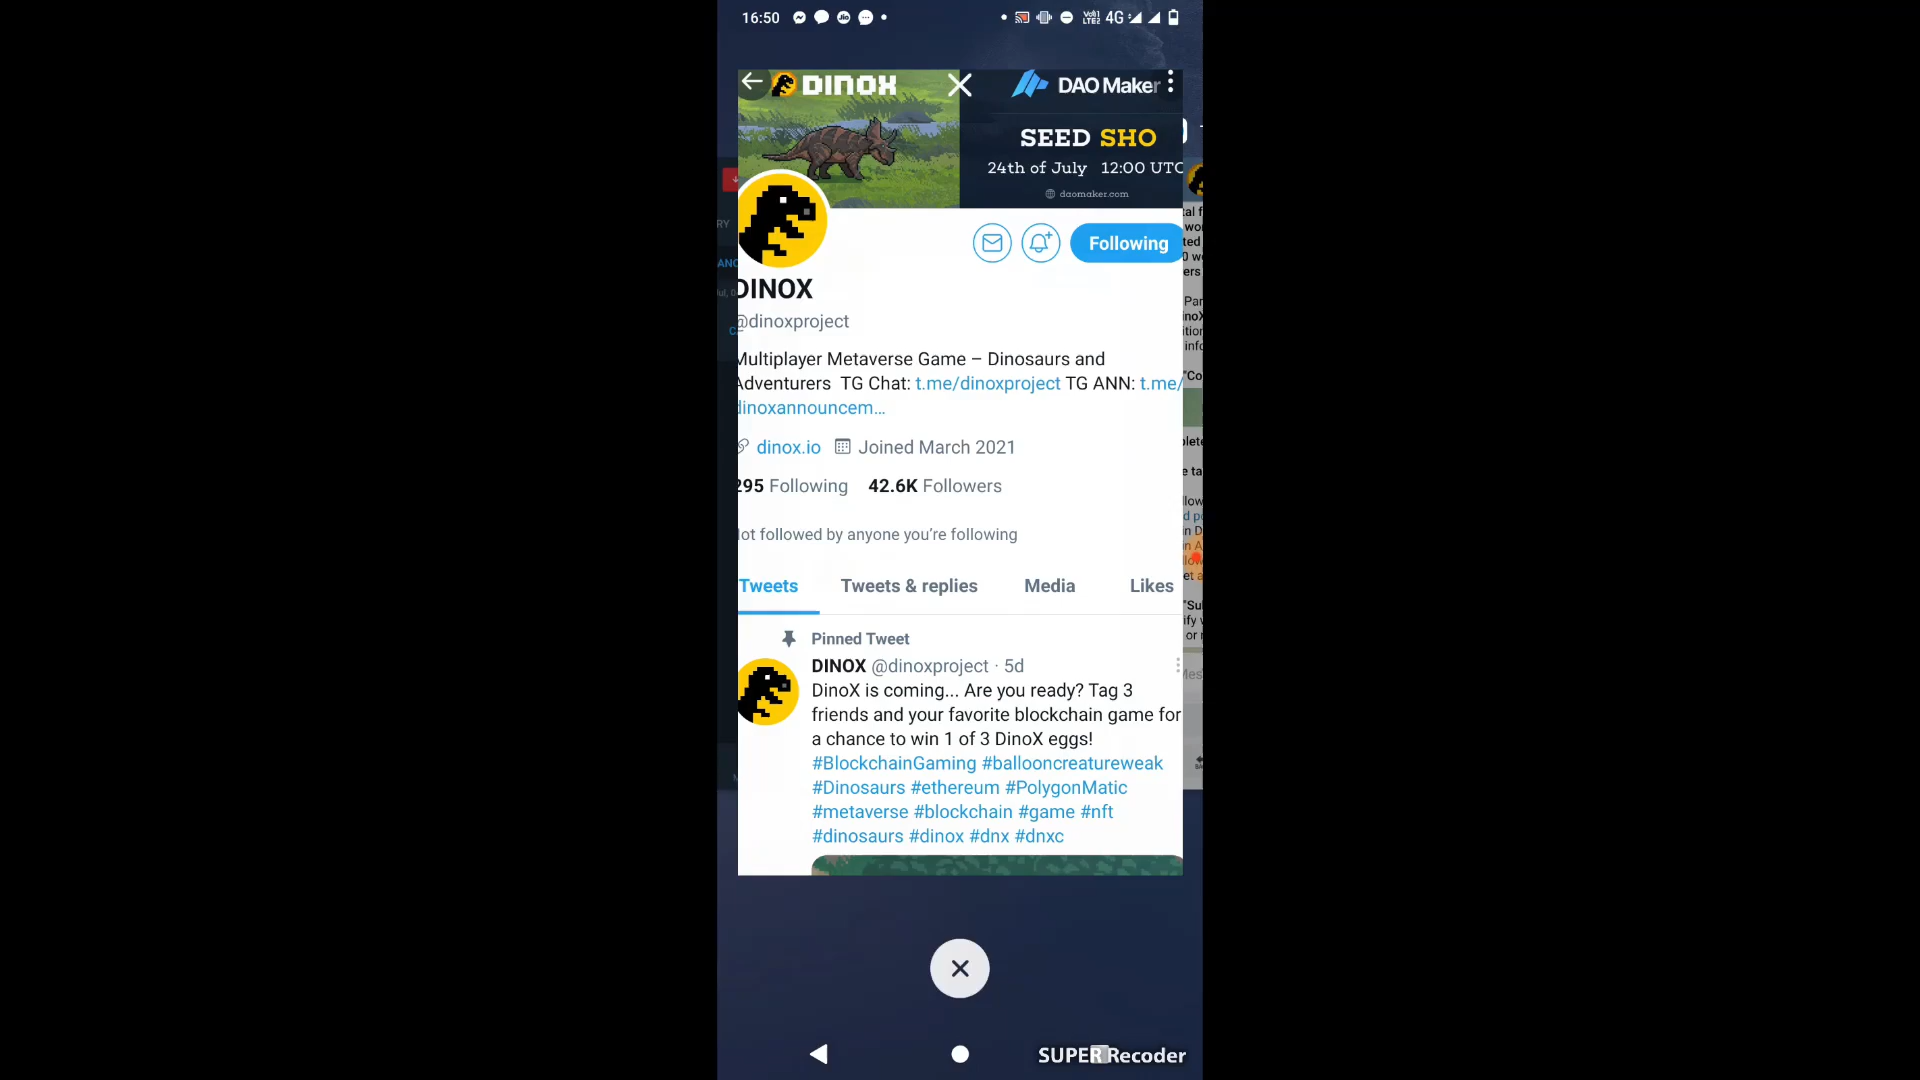 16:50
4G
DINOX
DAO Maker
SEED SHO
24th of July 12:00 UTC
daomaker.com
Following
DINOX
@dinoxproject
Multiplayer Metaverse Game – Dinosaurs and
Adventurers TG Chat: t.me/dinoxproject TG ANN: t.me/
dinoxannouncem...
dinox.io Joined March 2021
295 Following 42.6K Followers
ot followed by anyone you're following
Tweets Tweets & replies Media Likes
Pinned Tweet
DINOX @dinoxproject · 5d
DinoX is coming... Are you ready? Tag 3
friends and your favorite blockchain game for
a chance to win 1 of 3 DinoX eggs!
#BlockchainGaming #ballooncreatureweak
#Dinosaurs #ethereum #PolygonMatic
#metaverse #blockchain #game #nft
#dinosaurs #dinox #dnx #dnxc
SUPER Recoder